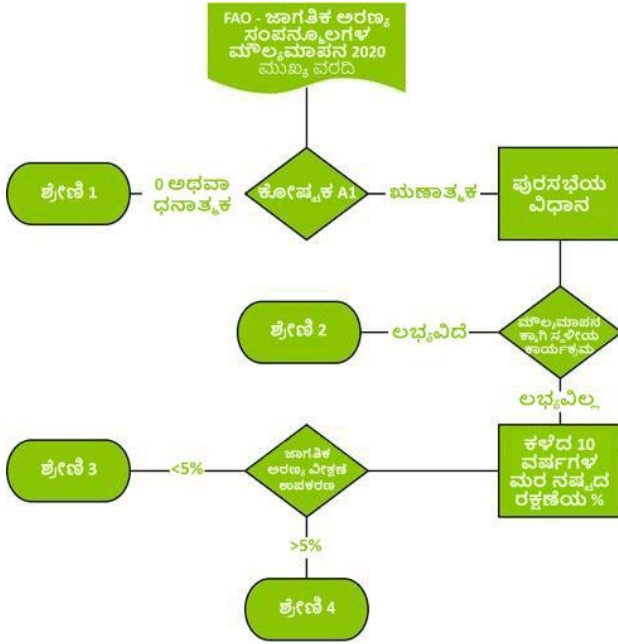 FAO - ಜಾಗತಿಕ ಅರಣ್ಯ
ಸಂಪನ್ಮೂಲಗಳ
ಮೌಲ್ಯಮಾಪನ 2020
ಮುಖ್ಯ ವರದಿ
ಶ್ರೇಣಿ 1
0 ಅಥವಾ
ಧನಾತ್ಮಕ
ಕೋಷ್ಟಕ A1
ಋಣಾತ್ಮಕ
ಪುರಸಭೆಯ
ವಿಧಾನ
ಶ್ರೇಣಿ 2
ಲಭ್ಯವಿದೆ
ಮೌಲ್ಯಮಾಪನ
ಕ್ಕಾಗಿ ಸ್ಥಳೀಯ
ಕಾರ್ಯಕ್ರಮ
ಲಭ್ಯವಿಲ್ಲ
ಶ್ರೇಣಿ 3
<5%
ಜಾಗತಿಕ
ಅರಣ್ಯ ವೀಕ್ಷಣೆ
ಉಪಕರಣ
ಕಳೆದ 10
ವರ್ಷಗಳ
ಮರ ನಷ್ಟದ
ರಕ್ಷಣೆಯ %
>5%
ಶ್ರೇಣಿ 4